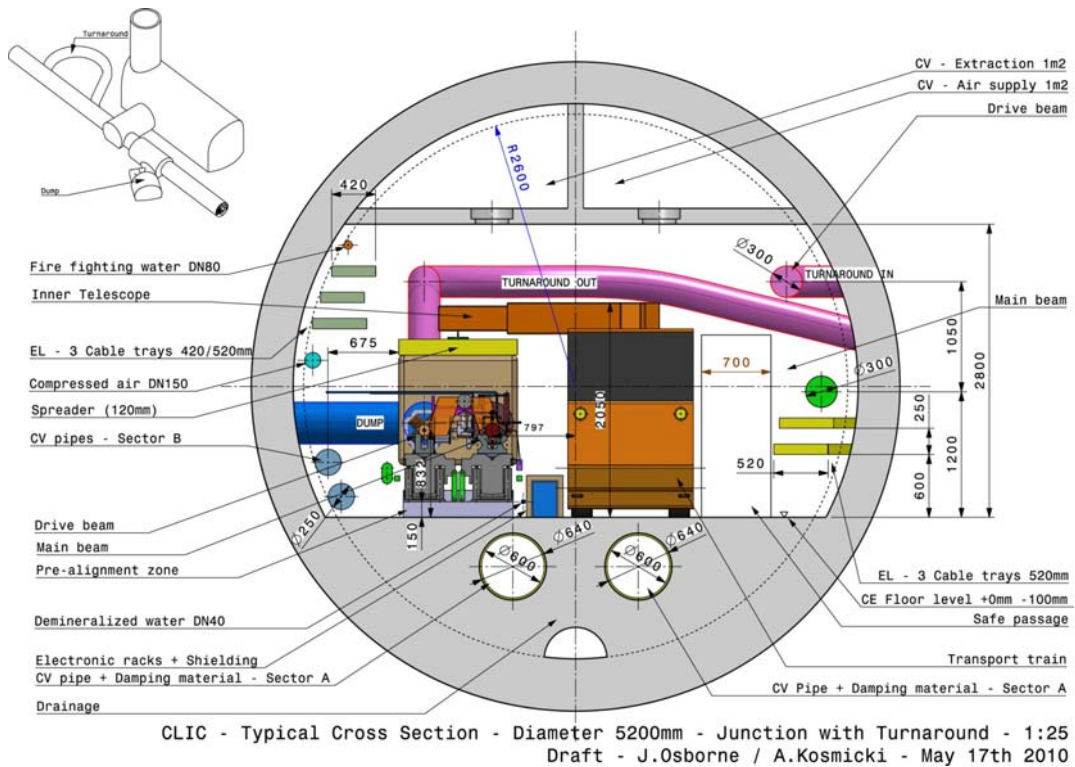 Turnaround
Dump
CV - Extraction 1m2
CV - Air supply 1m2
Drive beam
R2600
420
Ø300
Fire fighting water DN80
TURNAROUND OUT
TURNAROUND IN
Inner Telescope
Main beam
EL - 3 Cable trays 420/520mm
675
1050
2800
700
Ø300
Compressed air DN150
Spreader (120mm)
2050
250
CV pipes - Sector B
DUMP
797
1200
520
832
600
Drive beam
Ø250
Main beam
150
Pre-alignment zone
Ø640
Ø600
Ø640
Ø600
EL - 3 Cable trays 520mm
CE Floor level +0mm -100mm
Demineralized water DN40
Safe passage
Electronic racks + Shielding
Transport train
CV pipe + Damping material - Sector A
CV Pipe + Damping material - Sector A
Drainage
CLIC - Typical Cross Section - Diameter 5200mm - Junction with Turnaround - 1:25
Draft - J.Osborne / A.Kosmicki - May 17th 2010